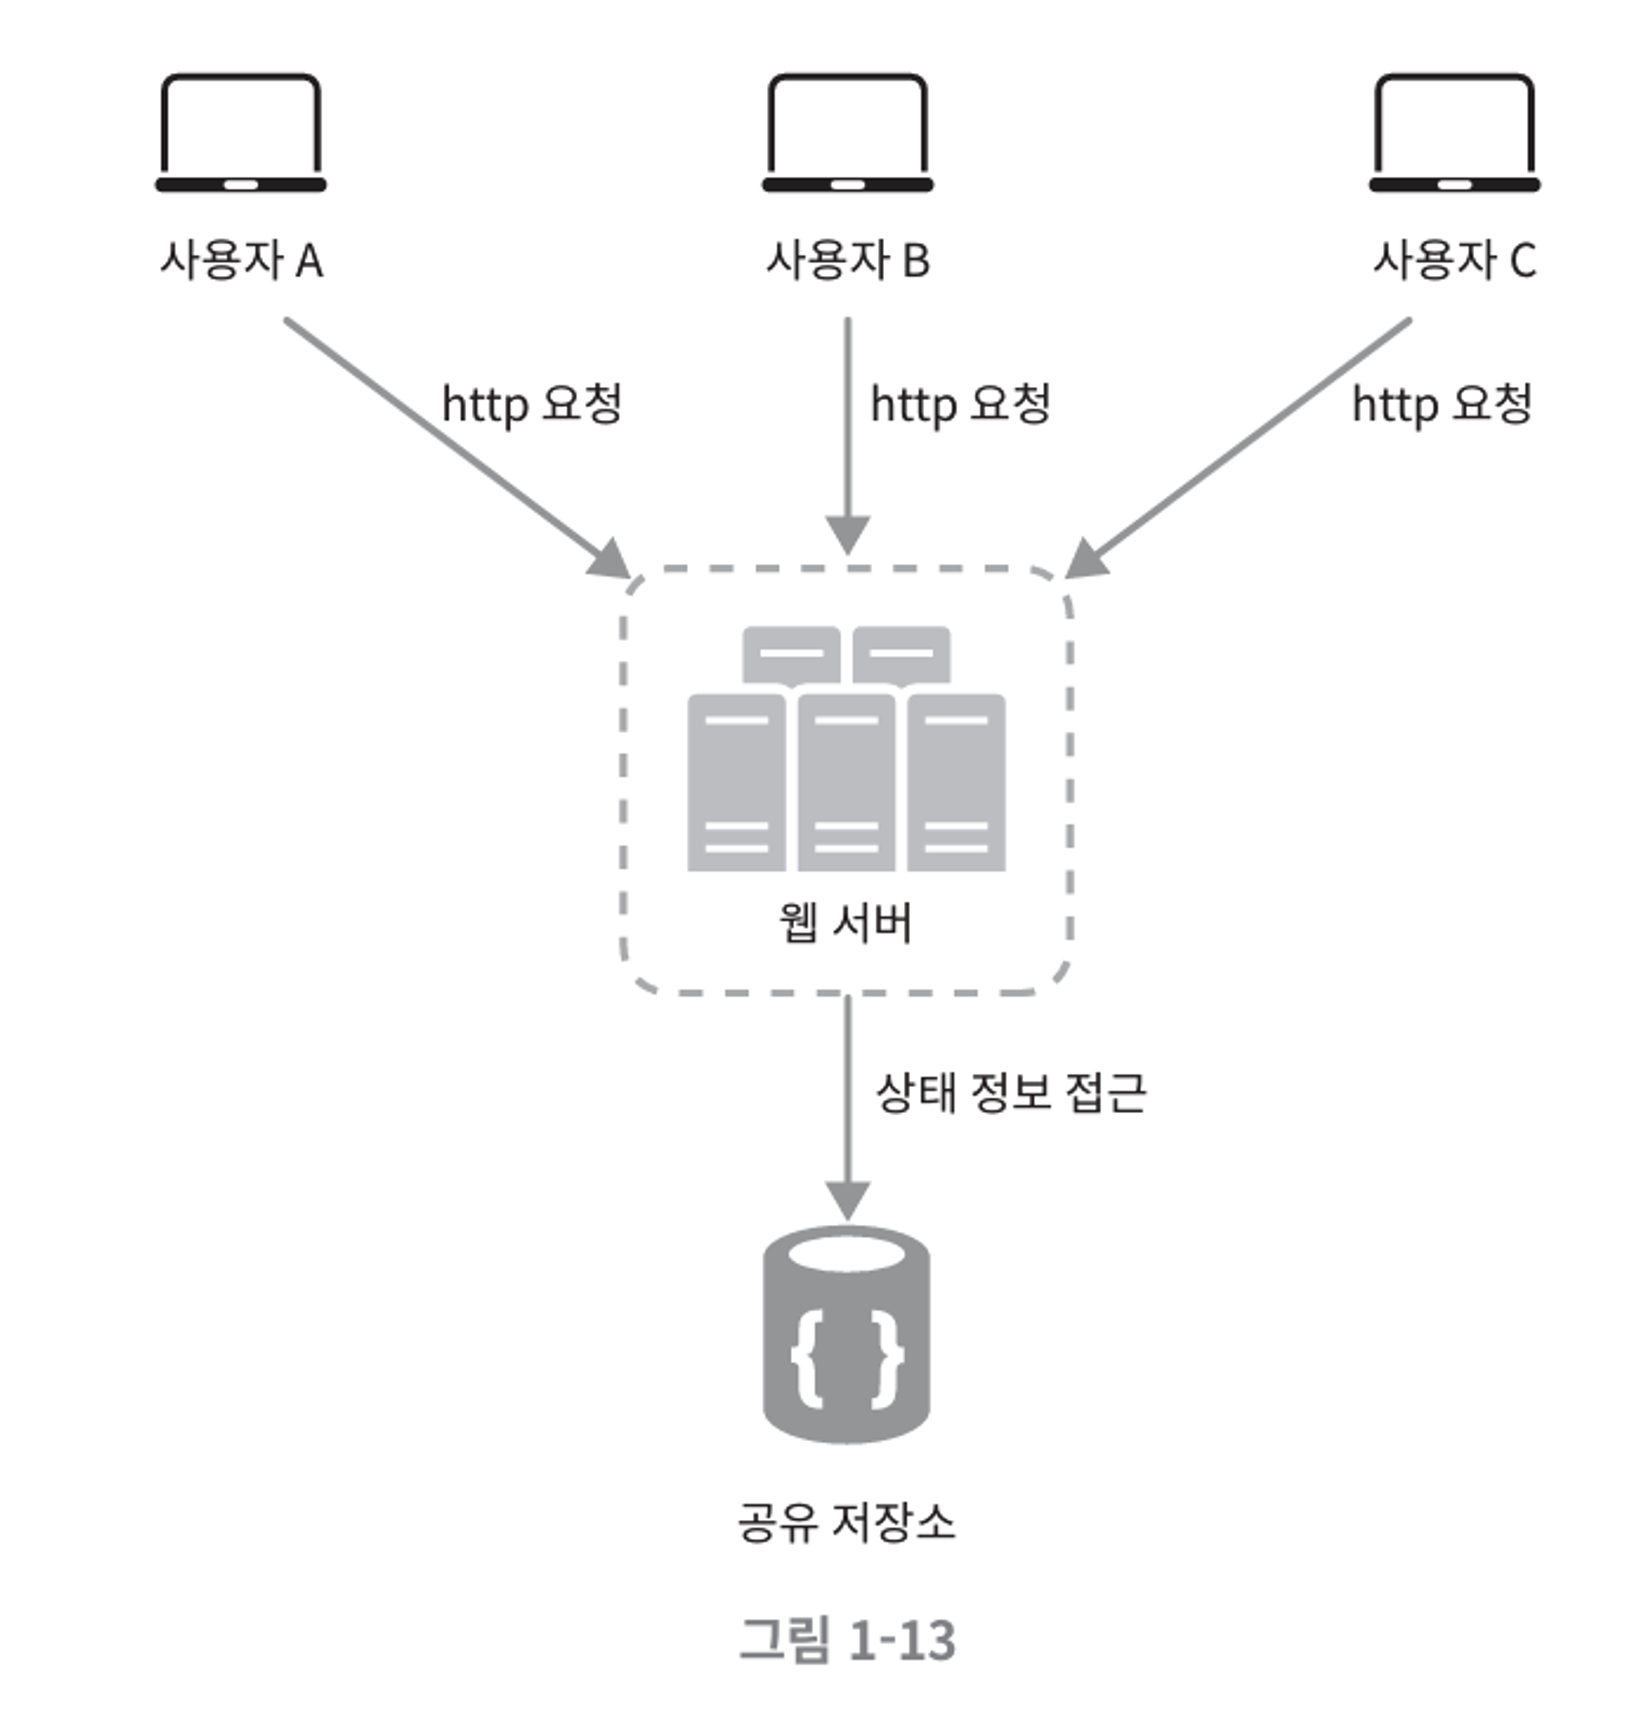 사용자 A
사용자 B
사용자 C
http 요청
http 요청
http 요청
웹 서버
상태 정보 접근
{ }
공유 저장소
그림 1-13